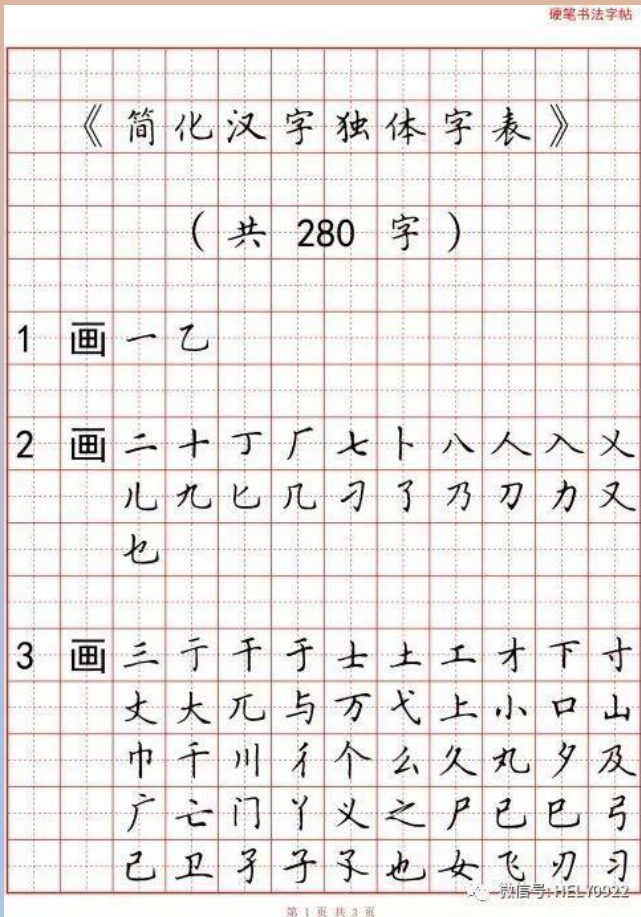 硬笔书法字帖
《简化汉字独体字表》
(共 280 字)
1 画 一 乙
2 画 二 十 丁 厂 七 卜 八 人 入 乂
儿 九 匕 几 刁 了 乃 刀 力 又
乜
3 画 三 亍 干 于 士 土 工 才 下 寸
丈 大 兀 与 万 弋 上 小 口 山
巾 千 川 彳 个 么 久 丸 夕 及
广 亡 门 丫 义 之 尸 已 巳 弓
己 卫 孑 子 孓 也 女 飞 刃 习
微信号: HELY0922
第 1 页 共 3 页